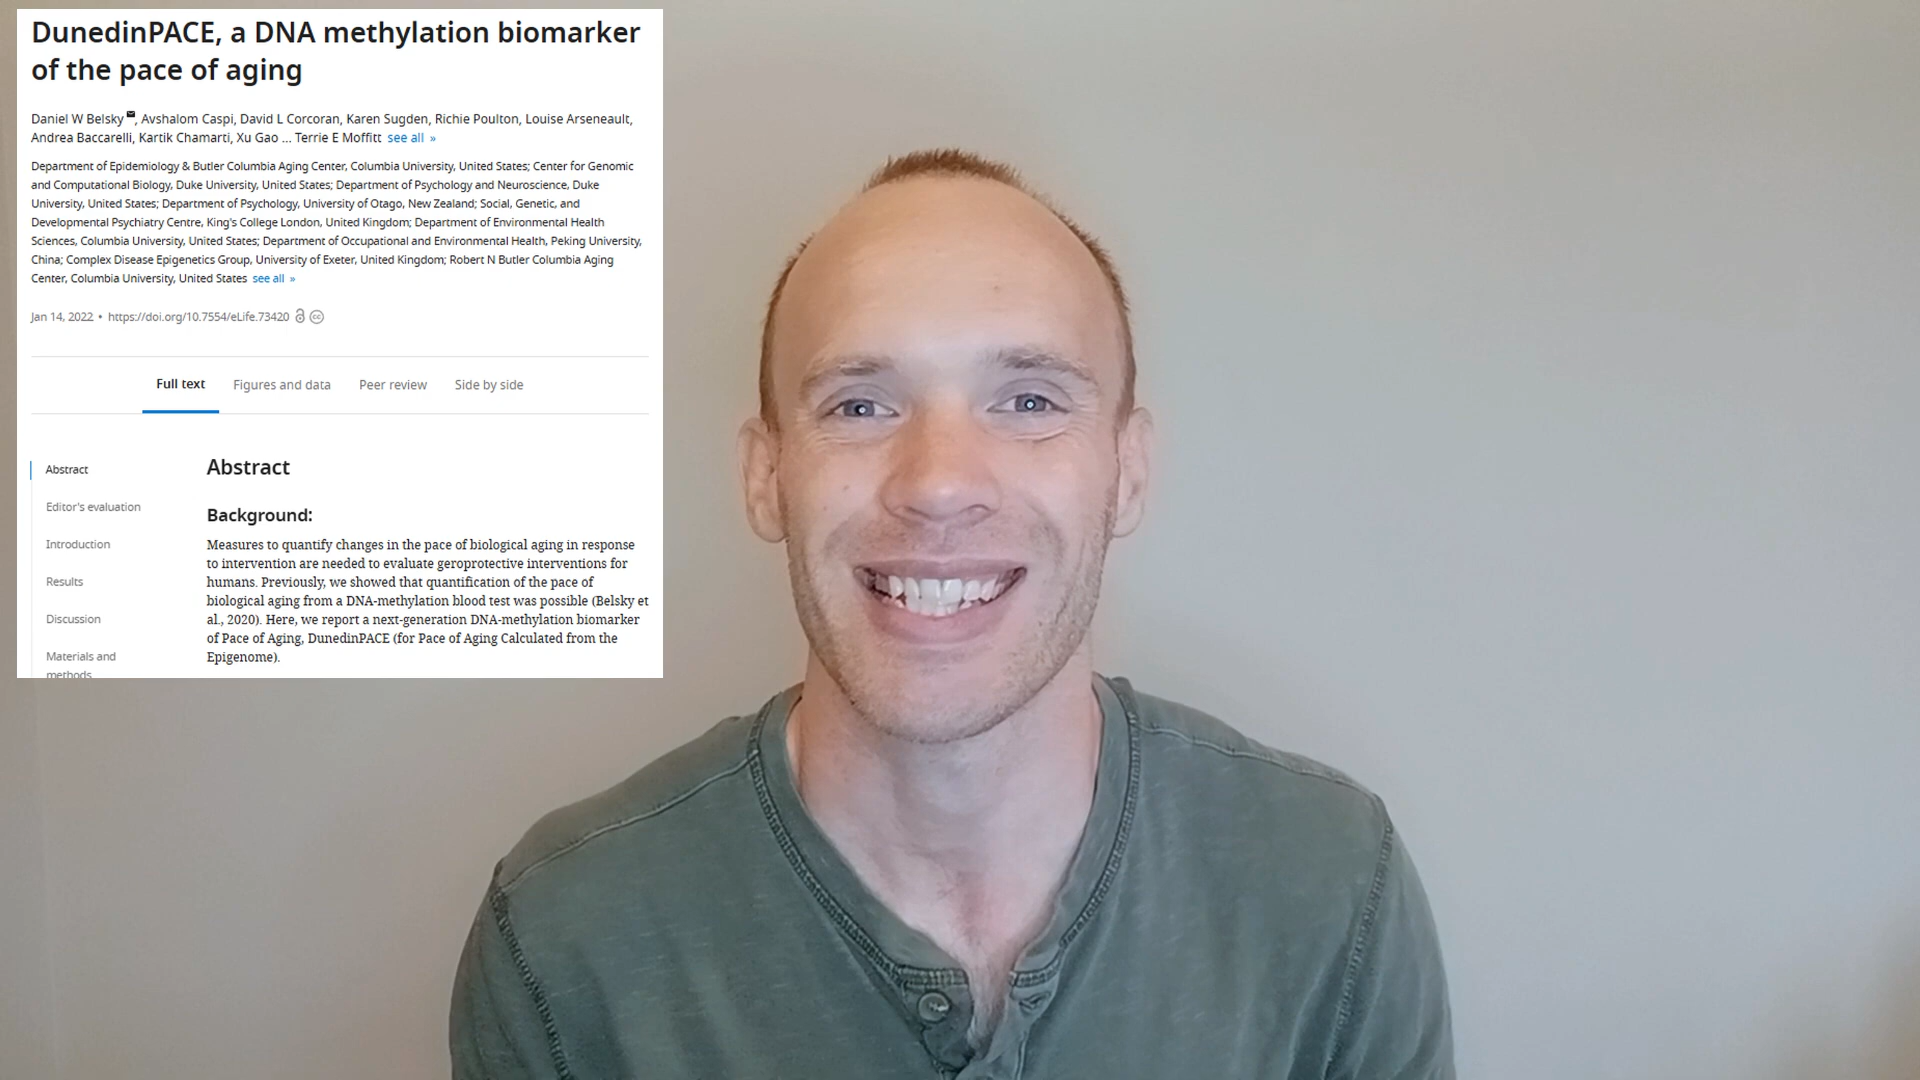 DunedinPACE, a DNA methylation biomarker
of the pace of aging
Daniel W Belsky, Avshalom Caspi, David L Corcoran, Karen Sugden, Richie Poulton, Louise Arseneault,
Andrea Baccarelli, Kartik Chamarti, Xu Gao ... Terrie E Moffitt see all »
Department of Epidemiology & Butler Columbia Aging Center, Columbia University, United States; Center for Genomic
and Computational Biology, Duke University, United States; Department of Psychology and Neuroscience, Duke
University, United States; Department of Psychology, University of Otago, New Zealand; Social, Genetic, and
Developmental Psychiatry Centre, King's College London, United Kingdom; Department of Environmental Health
Sciences, Columbia University, United States; Department of Occupational and Environmental Health, Peking University,
China; Complex Disease Epigenetics Group, University of Exeter, United Kingdom; Robert N Butler Columbia Aging
Center, Columbia University, United States see all »
Jan 14, 2022 • https://doi.org/10.7554/eLife.73420
Full text Figures and data Peer review Side by side
Abstract
Editor's evaluation
Introduction
Results
Discussion
Materials and
methods
Abstract
Background:
Measures to quantify changes in the pace of biological aging in response
to intervention are needed to evaluate geroprotective interventions for
humans. Previously, we showed that quantification of the pace of
biological aging from a DNA-methylation blood test was possible (Belsky et
al., 2020). Here, we report a next-generation DNA-methylation biomarker
of Pace of Aging, DunedinPACE (for Pace of Aging Calculated from the
Epigenome).